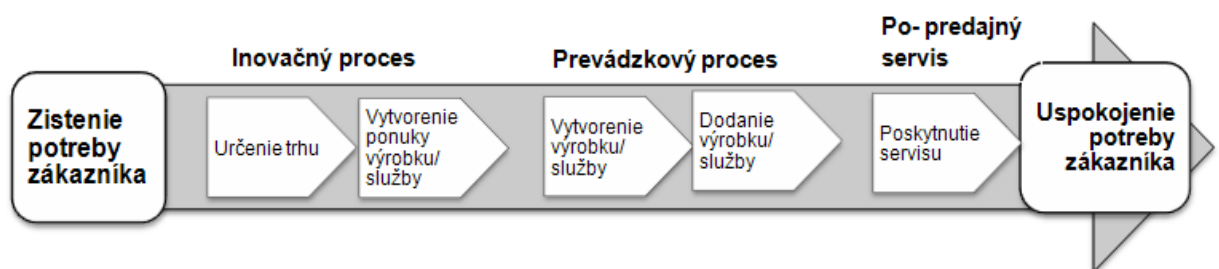 Inovačný proces
Prevádzkový proces
Po- predajný
servis
Zistenie
potreby
zákazníka
Určenie trhu
Vytvorenie
ponuky
výrobku/
služby
Vytvorenie
výrobku/
služby
Dodanie
výrobku/
služby
Poskytnutie
servisu
Uspokojenie
potreby
zákazníka